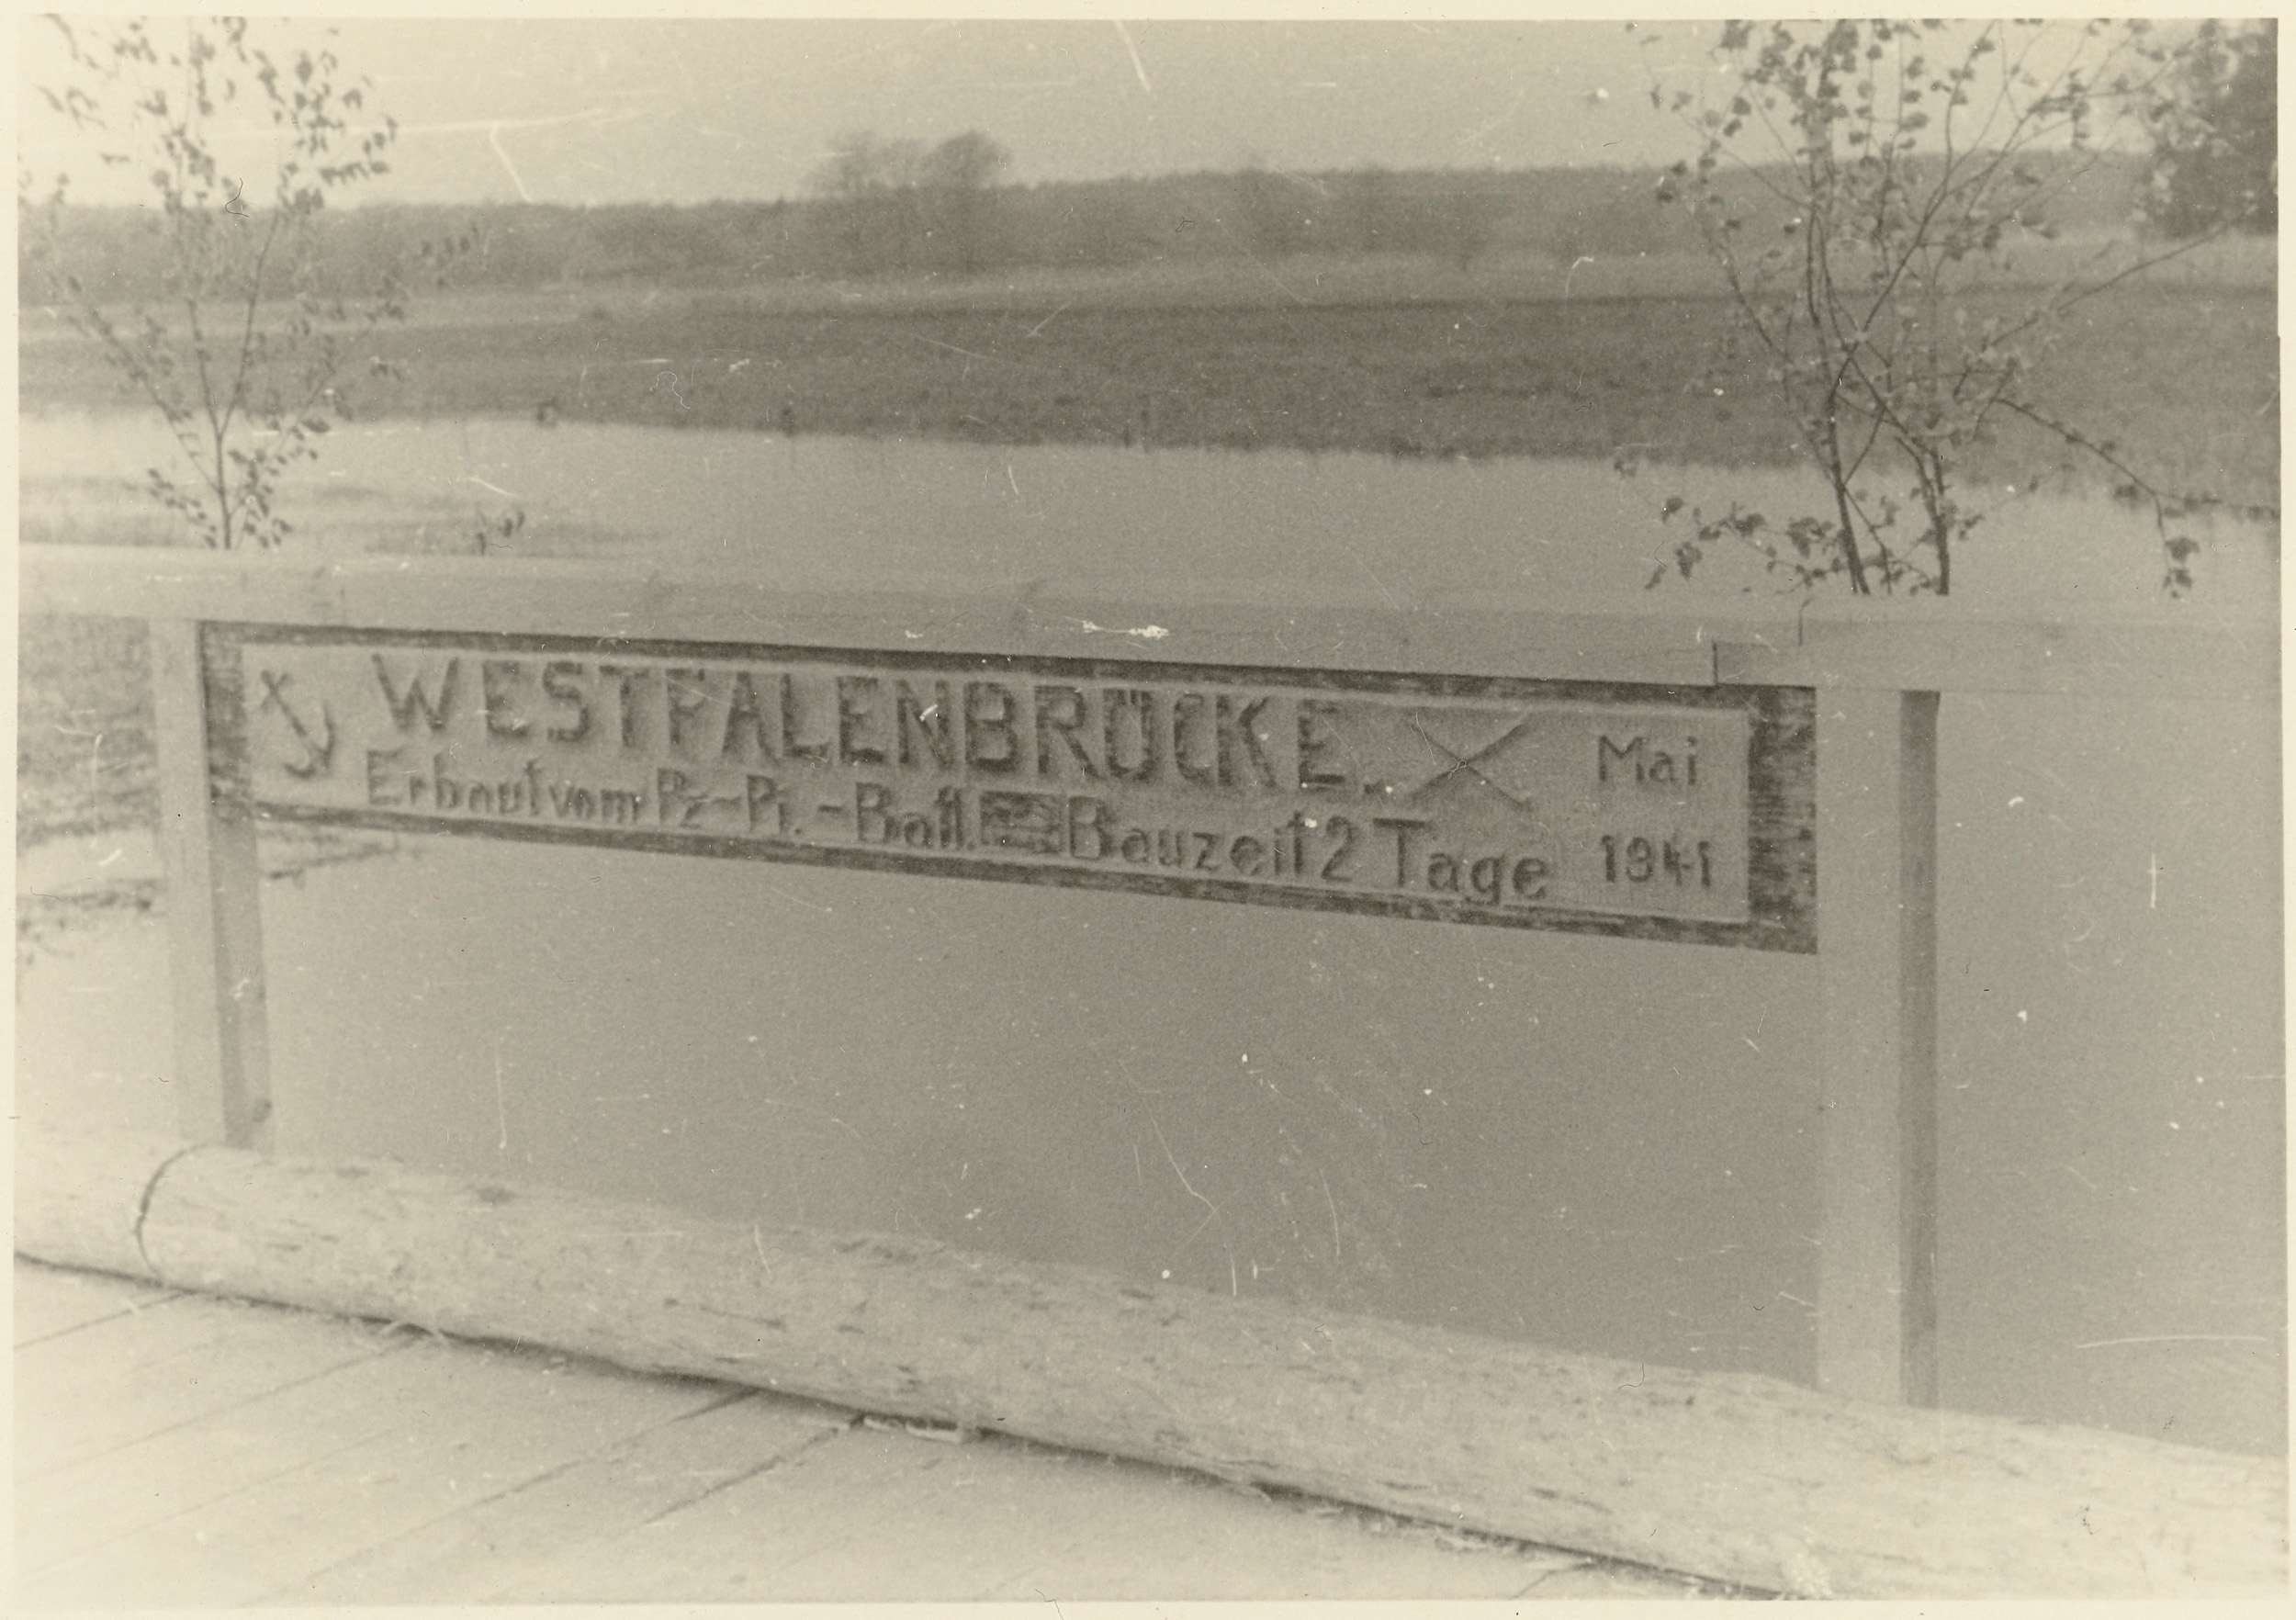 WESTFALENBRÜCKE
Erbaut vom Pz-Pi.-Batl. Bauzeit 2 Tage
Mai
1941